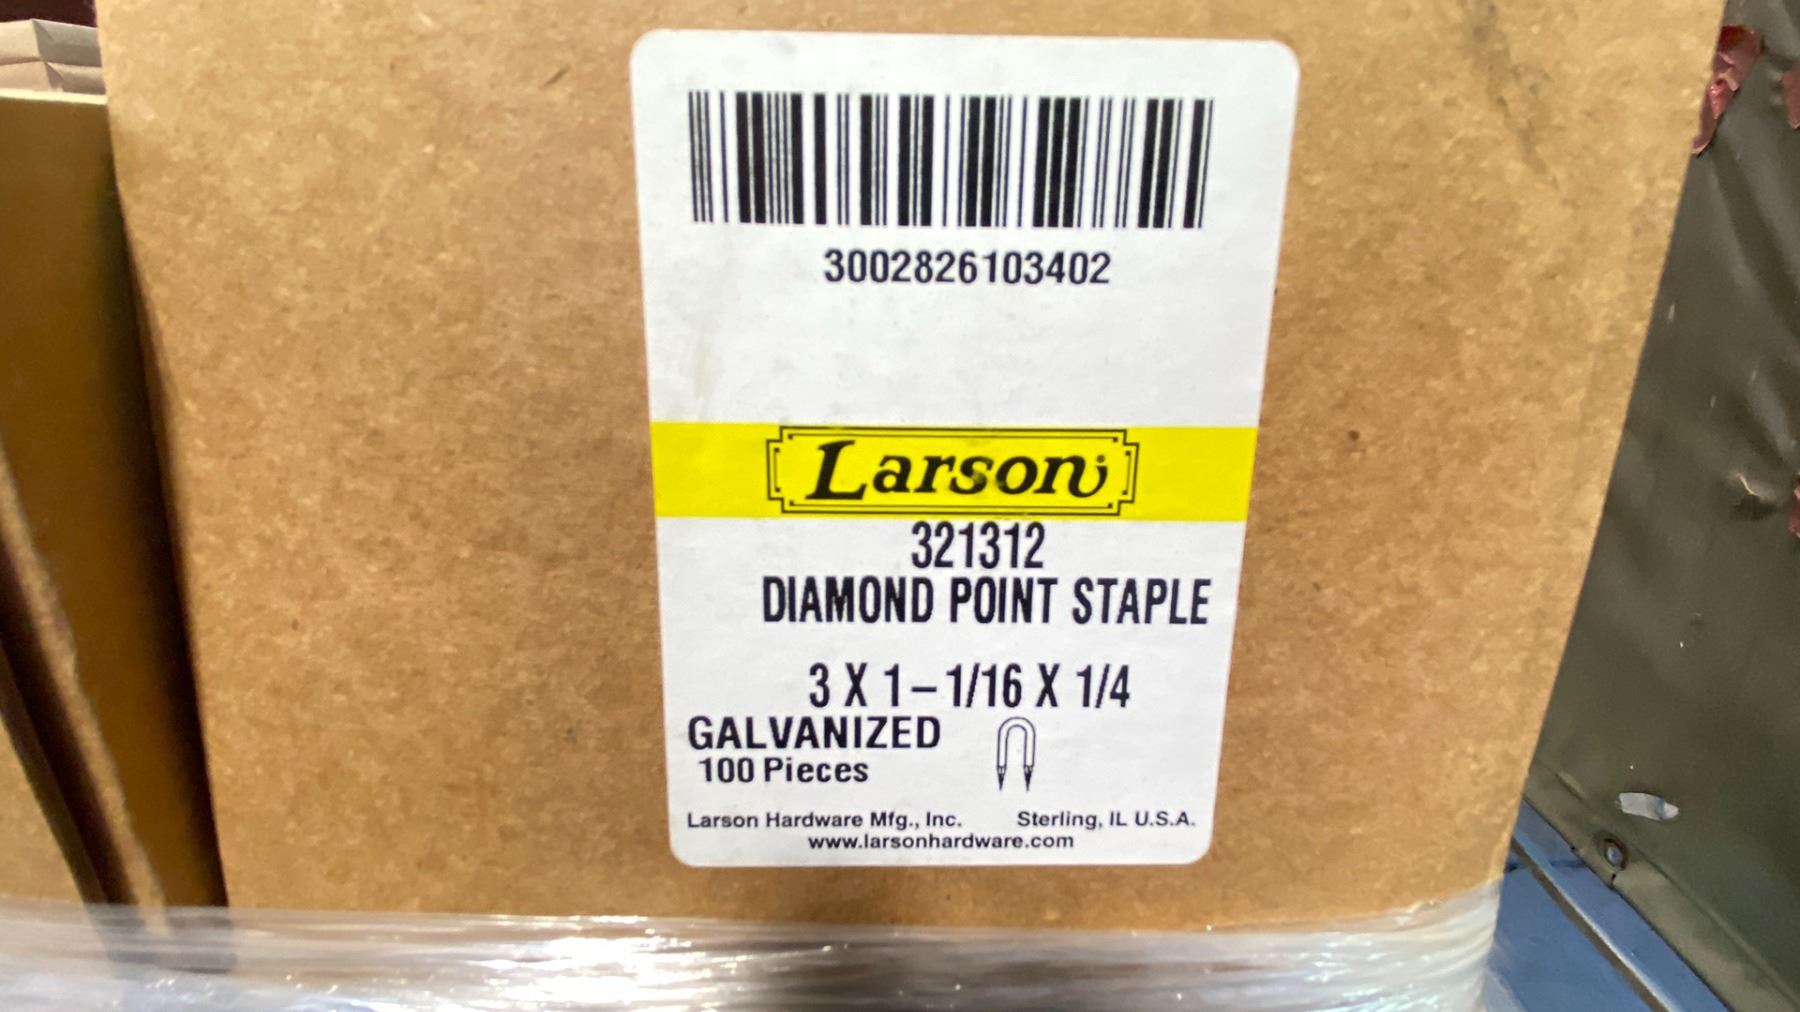 3002826103402
Larson
321312
DIAMOND POINT STAPLE
3 X 1-1/16 X 1/4
GALVANIZED
100 Pieces
Larson Hardware Mfg., Inc. Sterling, IL U.S.A.
www.larsonhardware.com